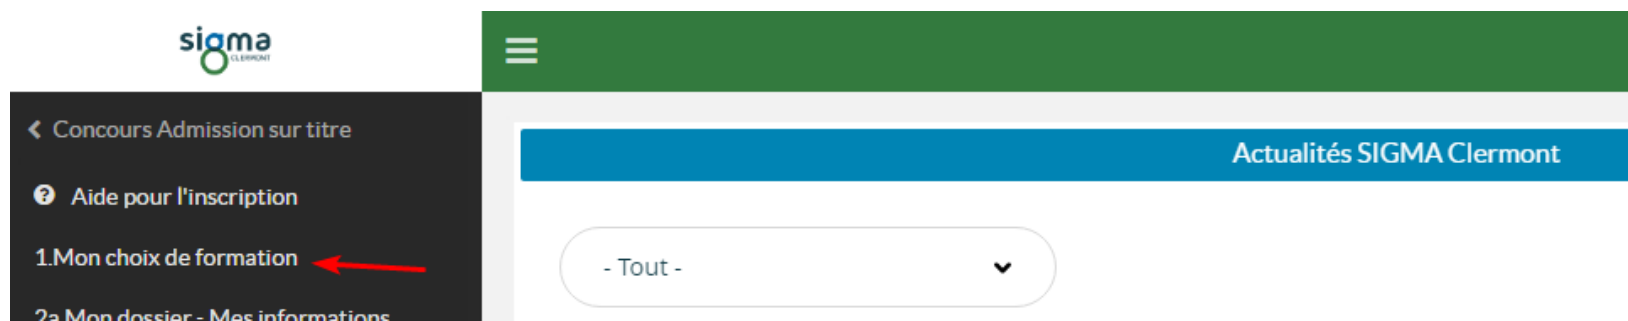 sigma
CLERMONT
Concours Admission sur titre
Aide pour l'inscription
1.Mon choix de formation
2a Mon dossier - Mes informations
Actualités SIGMA Clermont
- Tout -